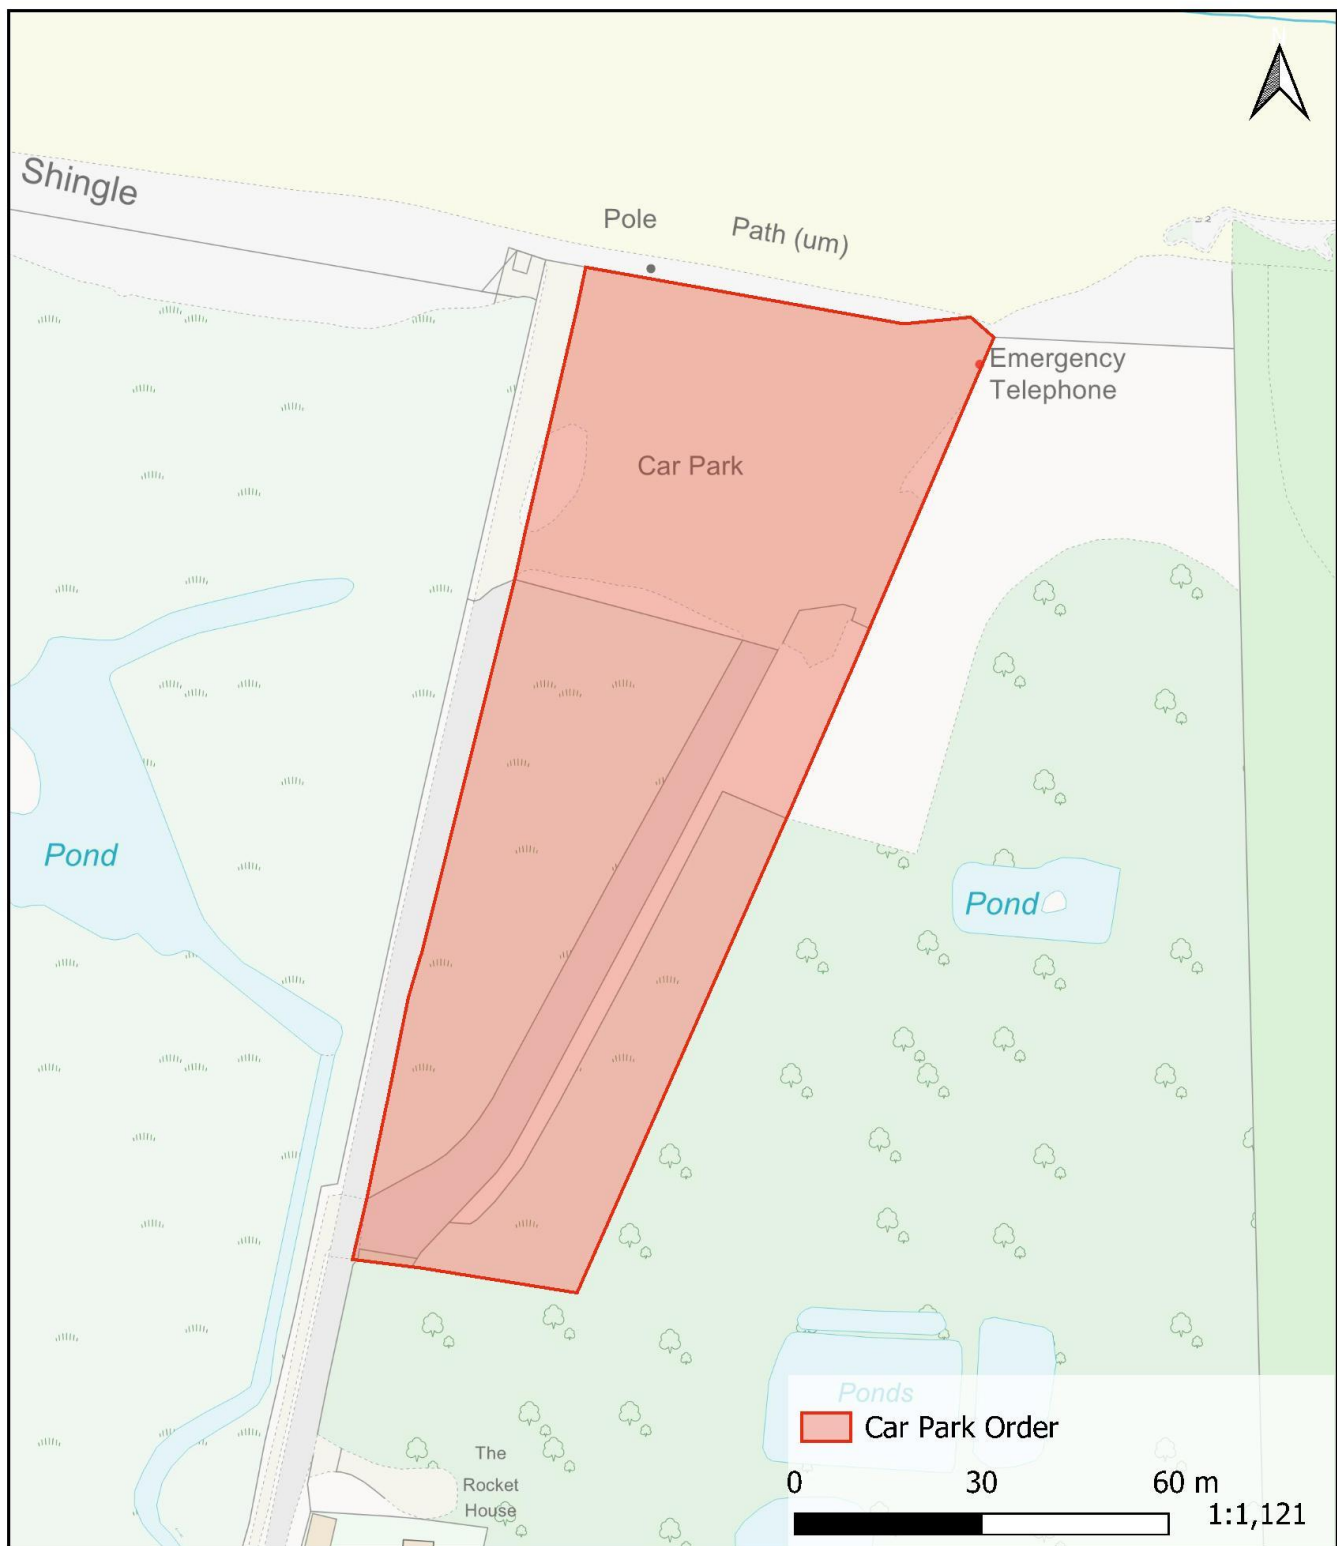 N
Shingle
Pole
Path (um)
Emergency
Telephone
Car Park
Pond
Pond
Ponds
Car Park Order
The
Rocket
House
0 30 60 m
1:1,121